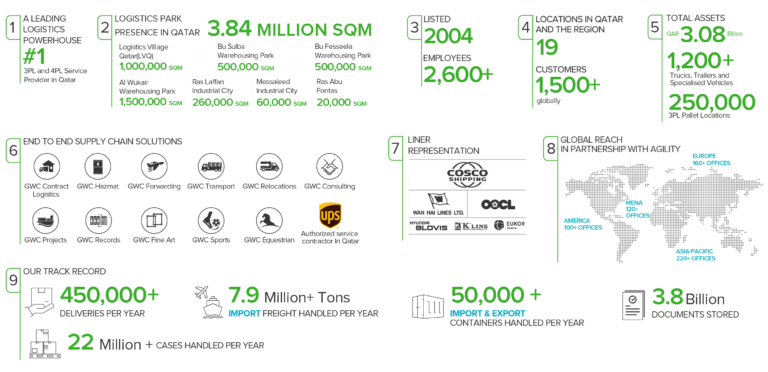 1
A LEADING
LOGISTICS
POWERHOUSE
#1
3PL and 4PL Service
Provider in Qatar
2
LOGISTICS PARK
PRESENCE IN QATAR
3.84 MILLION SQM
Logistics Village
Qatar(LVQ)
1,000,000 SQM
Bu Sulba
Warehousing Park
500,000 SQM
Bu Fesseela
Warehousing Park
500,000 SQM
Al Wukair
Warehousing Park
1,500,000 SQM
Ras Laffan
Industrial City
260,000 SQM
Messaieed
Industrial City
60,000 SQM
Ras Abu
Fontas
20,000 SQM
3
LISTED
2004
EMPLOYEES
2,600+
4
LOCATIONS IN QATAR
AND THE REGION
19
CUSTOMERS
1,500+
globally
5
TOTAL ASSETS
QAR 3.08 Billion
1,200+
Trucks, Trailers and
Specialised Vehicles
250,000
3PL Pallet Locations
6
END TO END SUPPLY CHAIN SOLUTIONS
GWC Contract
Logistics
GWC Hazmat
GWC Forwarding
GWC Transport
GWC Relocations
GWC Consulting
GWC Projects
GWC Records
GWC Fine Art
GWC Sports
GWC Equestrian
ups
Authorized service
contractor In Qatar
7
LINER
REPRESENTATION
COSCO
SHIPPING
WAN HAI LINES LTD.
OOCL
HYUNDAI
GLOVIS
"K" LINE
EUKOR
8
GLOBAL REACH
IN PARTNERSHIP WITH AGILITY
EUROPE
160+ OFFICES
MENA
120+
OFFICES
AMERICA
100+ OFFICES
ASIA-PACIFIC
220+ OFFICES
9
OUR TRACK RECORD
450,000+
DELIVERIES PER YEAR
7.9 Million+ Tons
IMPORT FREIGHT HANDLED PER YEAR
50,000 +
IMPORT & EXPORT
CONTAINERS HANDLED PER YEAR
3.8 Billion
DOCUMENTS STORED
22 Million + CASES HANDLED PER YEAR